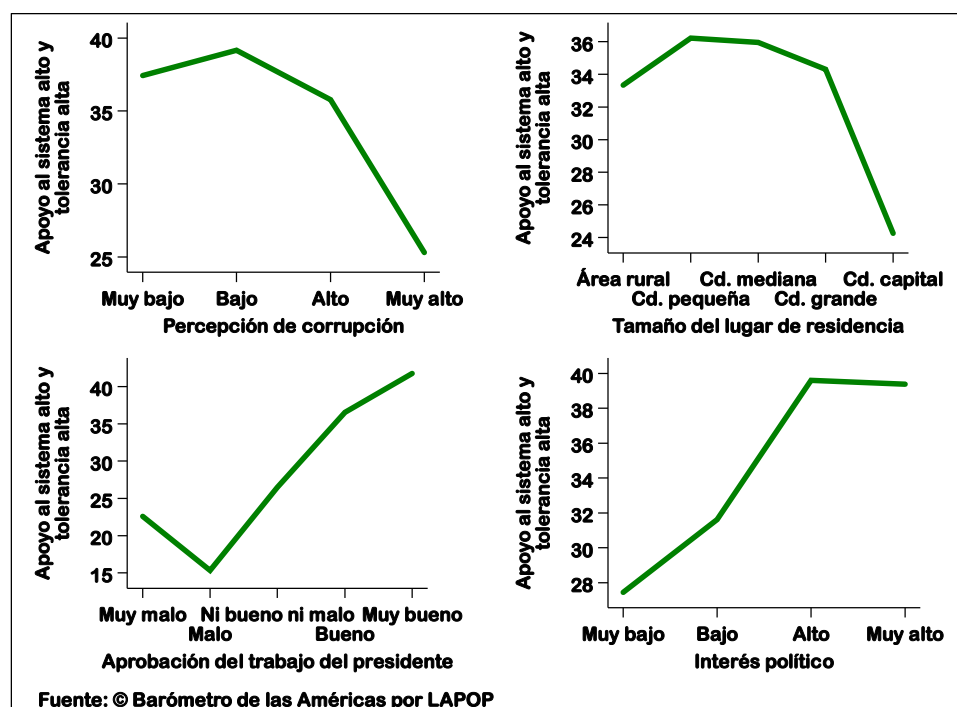 Apoyo al sistema alto y
tolerancia alta
40
35
30
25
Muy bajo Bajo Alto Muy alto
Percepción de corrupción
Apoyo al sistema alto y
tolerancia alta
36
34
32
30
28
26
24
Área rural Cd. mediana Cd. capital
Cd. pequeña Cd. grande
Tamaño del lugar de residencia
Apoyo al sistema alto y
tolerancia alta
40
35
30
25
20
15
Muy malo Ni bueno ni malo Muy bueno
Malo Bueno
Aprobación del trabajo del presidente
Apoyo al sistema alto y
tolerancia alta
40
38
36
34
32
30
28
Muy bajo Bajo Alto Muy alto
Interés político
Fuente: © Barómetro de las Américas por LAPOP